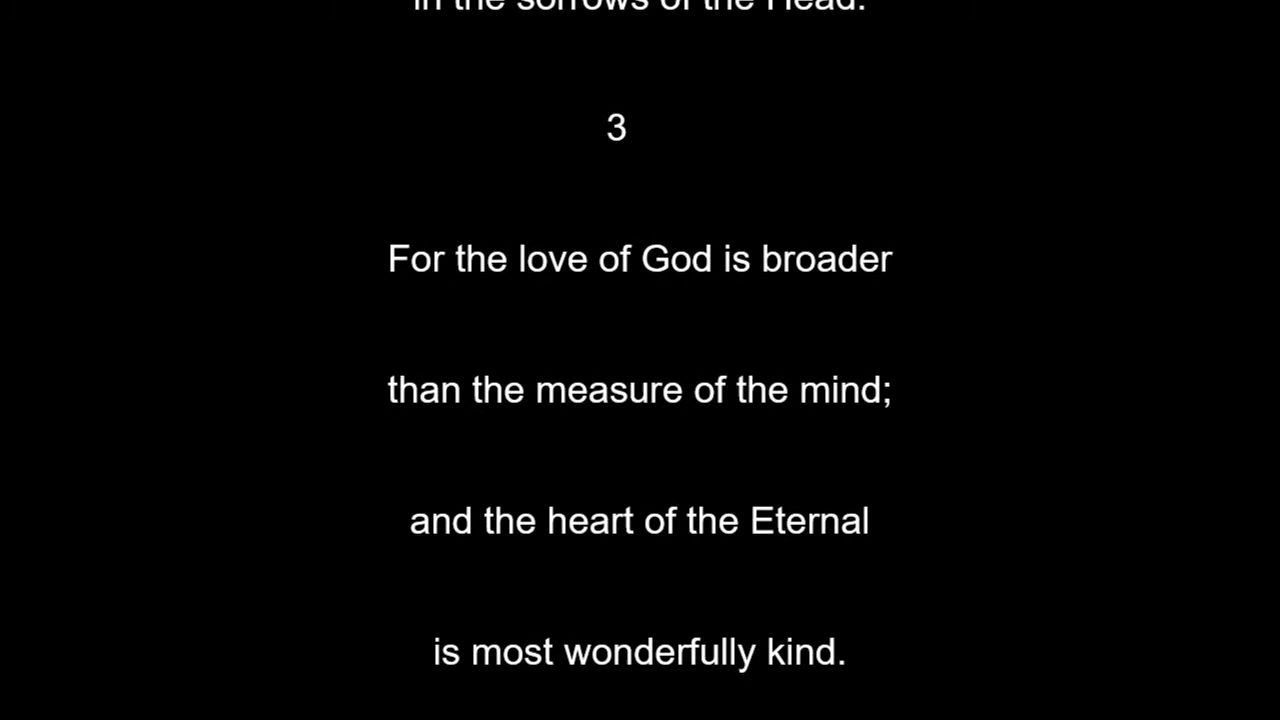 in the sorrows of the Head.
3
For the love of God is broader
than the measure of the mind;
and the heart of the Eternal
is most wonderfully kind.